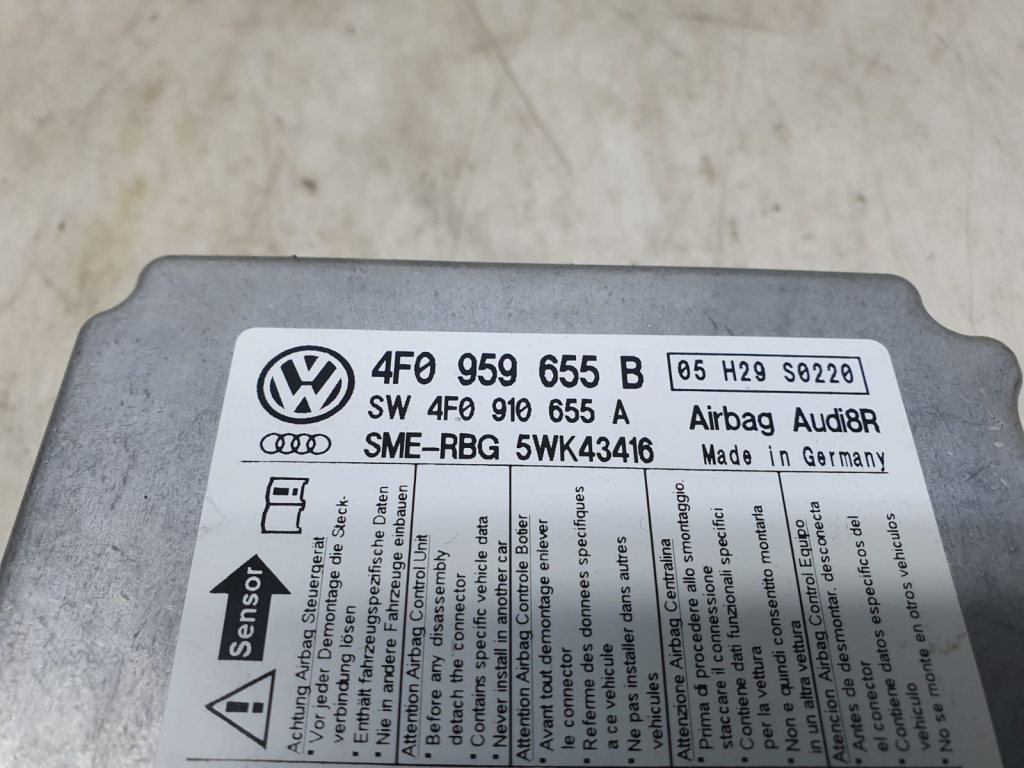 4F0 959 655 B
05 H29 S0220
SW 4F0 910 655 A
Airbag Audi8R
SME-RBG 5WK43416
Made in Germany
Sensor
Achtung Airbag Steuergerät
• Vor jeder Demontage die Steck-
verbindung lösen
• Enthält fahrzeugspezifische Daten
• Nie in andere Fahrzeuge einbauen
Attention Airbag Control Unit
• Before any disassembly
detach the connector
• Contains specific vehicle data
• Never install in another car
Attention Airbag Controle Boitier
• Avant tout demontage enlever
le connector
• Referme des donnees specifiques
a ce vehicule
• Ne pas installer dans autres
vehicules
Attenzione Airbag Centralina
• Prima di procedere allo smontaggio.
staccare il connessione
• Contiene dati funzionali specifici
per la vettura
• Non e quindi consentito montarla
in un altra vettura
Atencion Airbag Control Equipo
• Antes de desmontar. desconecta
el conector
• Contiene datos especificos del
vehiculo
• No se monte en otros vehiculos